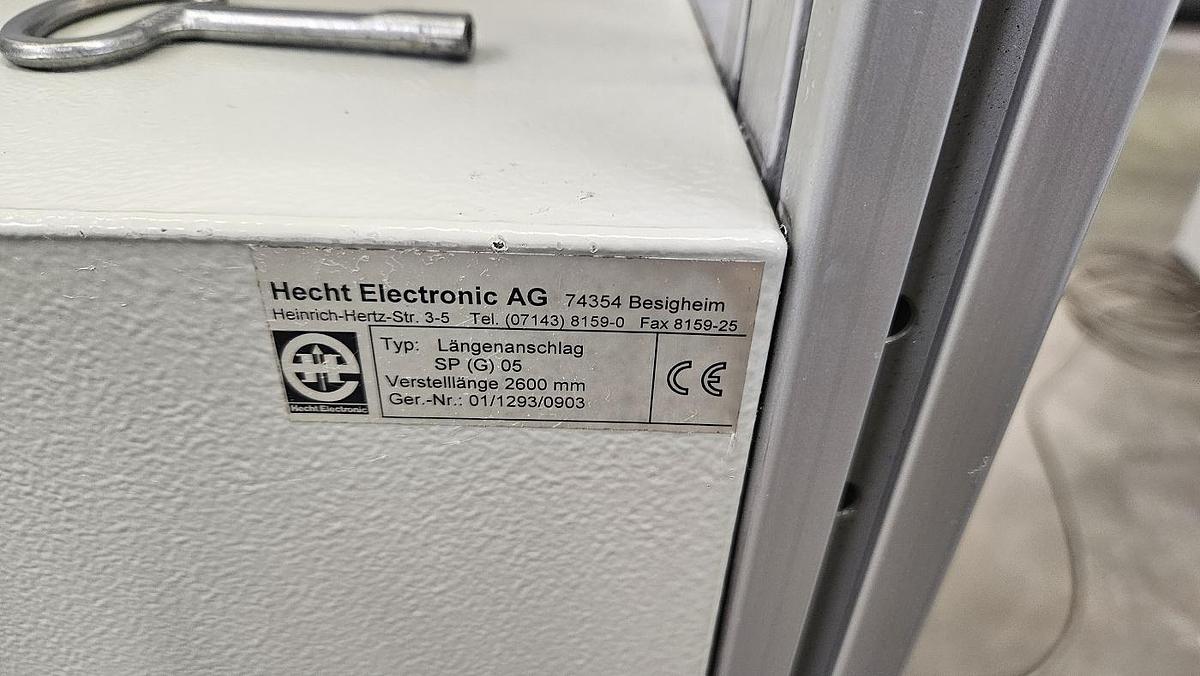 Hecht Electronic AG 74354 Besigheim
Heinrich-Hertz-Str. 3-5 Tel. (07143) 8159-0 Fax 8159-25
Typ: Längenanschlag
SP (G) 05
Verstelllänge 2600 mm
Ger.-Nr.: 01/1293/0903
CE
HE
Hecht Electronic